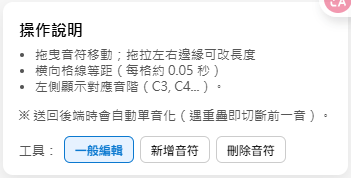 CA
操作說明
• 拖曳音符移動；拖拉左右邊緣可改長度
• 橫向格線等距（每格約 0.05 秒）
• 左側顯示對應音階（C3, C4…）。
※ 送回後端時會自動單音化（遇重疊即切斷前一音）。
工具： 一般編輯 新增音符 刪除音符